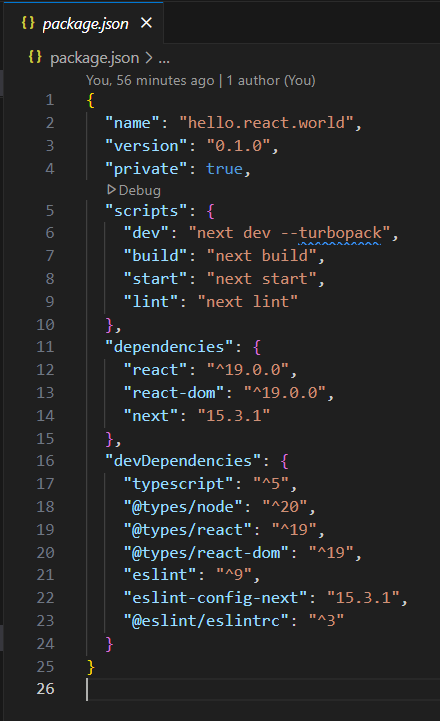 {} package.json ×
{} package.json > ...
You, 56 minutes ago | 1 author (You)
1 {
2   "name": "hello.react.world",
3   "version": "0.1.0",
4   "private": true,
Debug
5   "scripts": {
6     "dev": "next dev --turbopack",
7     "build": "next build",
8     "start": "next start",
9     "lint": "next lint"
10   },
11   "dependencies": {
12     "react": "^19.0.0",
13     "react-dom": "^19.0.0",
14     "next": "15.3.1"
15   },
16   "devDependencies": {
17     "typescript": "^5",
18     "@types/node": "^20",
19     "@types/react": "^19",
20     "@types/react-dom": "^19",
21     "eslint": "^9",
22     "eslint-config-next": "15.3.1",
23     "@eslint/eslintrc": "^3"
24   }
25 }
26